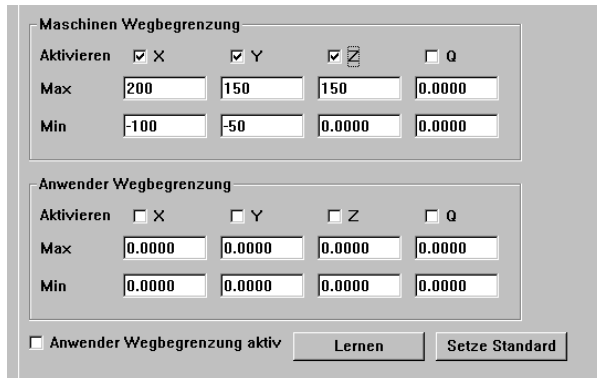 Maschinen Wegbegrenzung
Aktivieren X Y Z Q
Max 200 150 150 0.0000
Min -100 -50 0.0000 0.0000
Anwender Wegbegrenzung
Aktivieren X Y Z Q
Max 0.0000 0.0000 0.0000 0.0000
Min 0.0000 0.0000 0.0000 0.0000
Anwender Wegbegrenzung aktiv Lernen Setze Standard